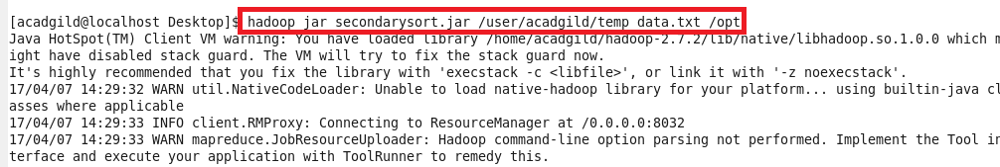 [acadgild@localhost Desktop]$ hadoop jar secondarysort.jar /user/acadgild/temp data.txt /opt
Java HotSpot(TM) Client VM warning: You have loaded library /home/acadgild/hadoop-2.7.2/lib/native/libhadoop.so.1.0.0 which m
ight have disabled stack guard. The VM will try to fix the stack guard now.
It's highly recommended that you fix the library with 'execstack -c <libfile>', or link it with '-z noexecstack'.
17/04/07 14:29:32 WARN util.NativeCodeLoader: Unable to load native-hadoop library for your platform... using builtin-java cl
asses where applicable
17/04/07 14:29:33 INFO client.RMProxy: Connecting to ResourceManager at /0.0.0.0:8032
17/04/07 14:29:33 WARN mapreduce.JobResourceUploader: Hadoop command-line option parsing not performed. Implement the Tool in
terface and execute your application with ToolRunner to remedy this.